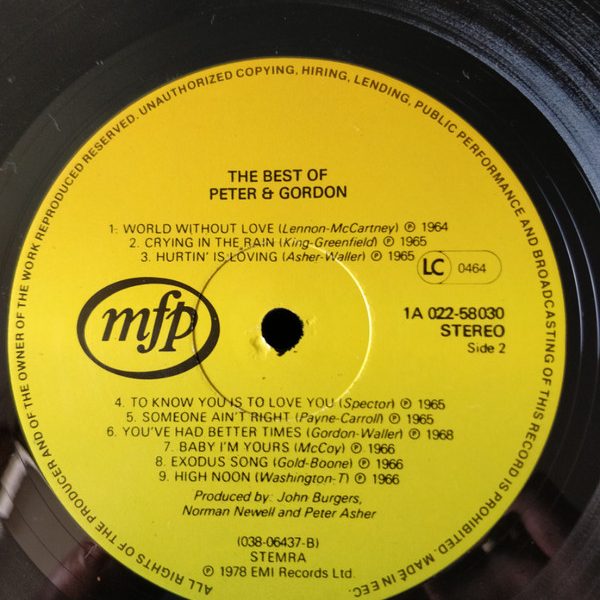 ALL RIGHTS OF THE PRODUCER AND OF THE OWNER OF THE WORK REPRODUCED RESERVED. UNAUTHORIZED COPYING, HIRING, LENDING, PUBLIC PERFORMANCE AND BROADCASTING OF THIS RECORD IS PROHIBITED. MADE IN EEC.
THE BEST OF
PETER & GORDON
1. WORLD WITHOUT LOVE (Lennon-McCartney) ℗ 1964
2. CRYING IN THE RAIN (King-Greenfield) ℗ 1965
3. HURTIN' IS LOVING (Asher-Waller) ℗ 1965
LC 0464
mfp
1A 022-58030
STEREO
Side 2
4. TO KNOW YOU IS TO LOVE YOU (Spector) ℗ 1965
5. SOMEONE AIN'T RIGHT (Payne-Carroll) ℗ 1965
6. YOU'VE HAD BETTER TIMES (Gordon-Waller) ℗ 1968
7. BABY I'M YOURS (McCoy) ℗ 1966
8. EXODUS SONG (Gold-Boone) ℗ 1966
9. HIGH NOON (Washington-T) ℗ 1966
Produced by: John Burgers,
Norman Newell and Peter Asher
(038-06437-B)
STEMRA
℗ 1978 EMI Records Ltd.